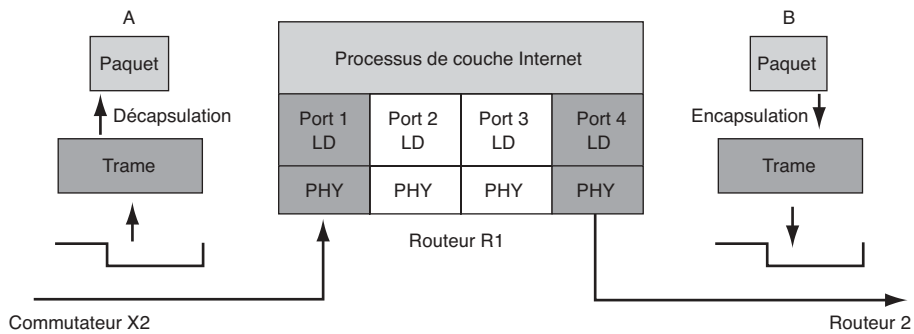 A
B
Paquet
Processus de couche Internet
Paquet
Décapsulation
Encapsulation
Port 1
LD
Port 2
LD
Port 3
LD
Port 4
LD
Trame
Trame
PHY
PHY
PHY
PHY
Routeur R1
Commutateur X2
Routeur 2